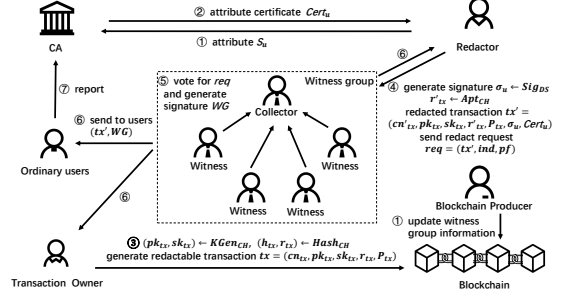 ② attribute certificate Cert_u
① attribute S_u
CA
Redactor
⑦ report
⑤ vote for req
and generate
signature WG
Witness group
Collector
⑥
④ generate signature σ_u ← Sig_DS
r'_tx ← Apt_CH
redacted transaction tx' =
(cn'_tx, pk_tx, sk_tx, r'_tx, P_tx, σ_u, Cert_u)
send redact request
req = (tx', ind, pf)
⑥ send to users
(tx', WG)
Ordinary users
Witness
Witness
Witness
Witness
⑥
Blockchain Producer
① update witness
group information
③ (pk_tx, sk_tx) ← KGen_CH, (h_tx, r_tx) ← Hash_CH
generate redactable transaction tx = (cn_tx, pk_tx, sk_tx, r_tx, P_tx)
Transaction Owner
Blockchain